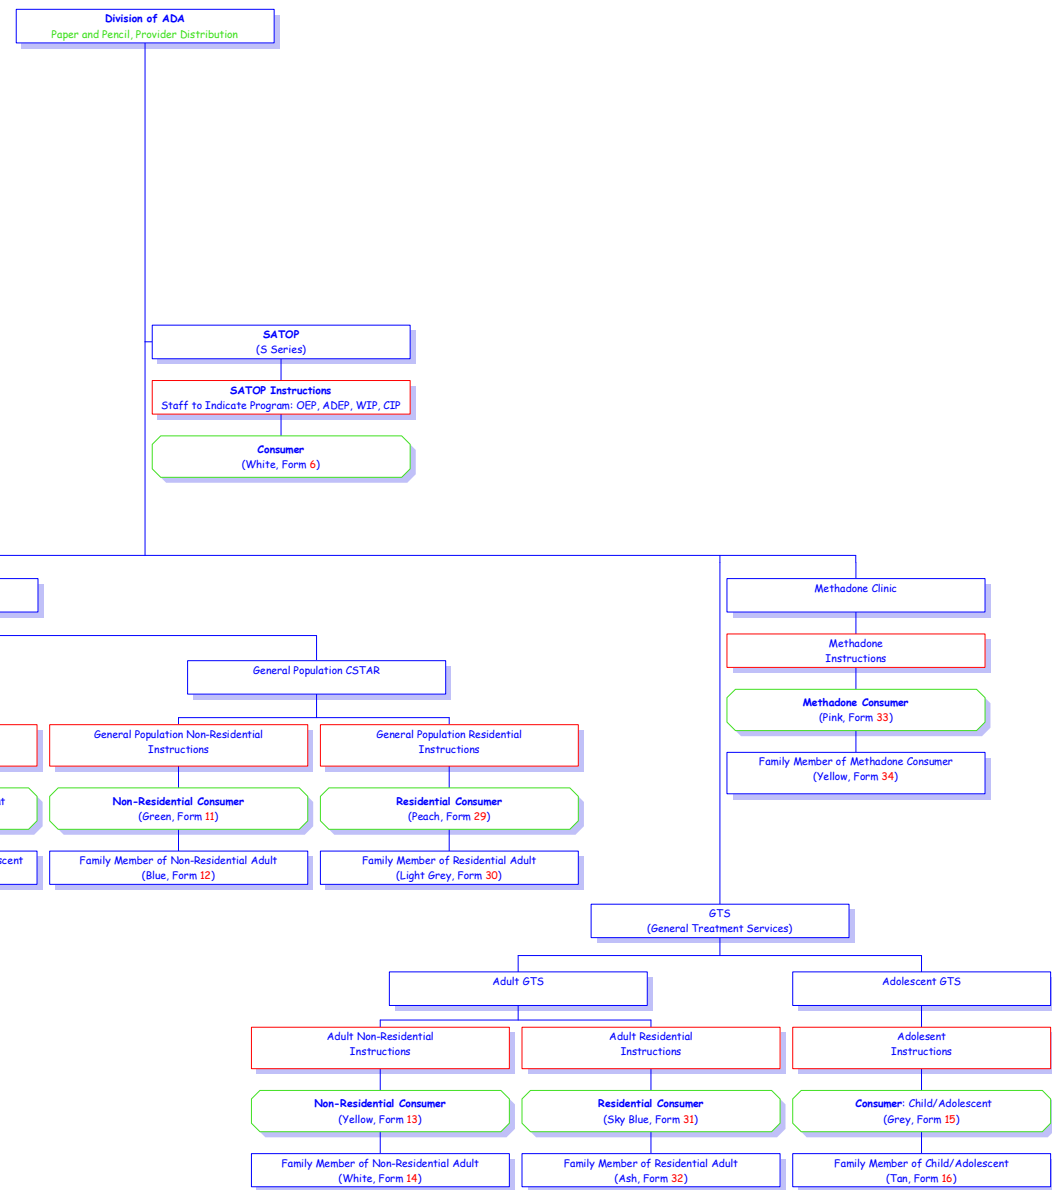 Division of ADA
Paper and Pencil, Provider Distribution
SATOP
(S Series)
SATOP Instructions
Staff to Indicate Program: OEP, ADEP, WIP, CIP
Consumer
(White, Form 6)
Methadone Clinic
Methadone
Instructions
Methadone Consumer
(Pink, Form 33)
Family Member of Methadone Consumer
(Yellow, Form 34)
General Population CSTAR
General Population Non-Residential
Instructions
General Population Residential
Instructions
Non-Residential Consumer
(Green, Form 11)
Residential Consumer
(Peach, Form 29)
Family Member of Non-Residential Adult
(Blue, Form 12)
Family Member of Residential Adult
(Light Grey, Form 30)
GTS
(General Treatment Services)
Adult GTS
Adolescent GTS
Adult Non-Residential
Instructions
Adult Residential
Instructions
Adolesent
Instructions
Non-Residential Consumer
(Yellow, Form 13)
Residential Consumer
(Sky Blue, Form 31)
Consumer: Child/Adolescent
(Grey, Form 15)
Family Member of Non-Residential Adult
(White, Form 14)
Family Member of Residential Adult
(Ash, Form 32)
Family Member of Child/Adolescent
(Tan, Form 16)